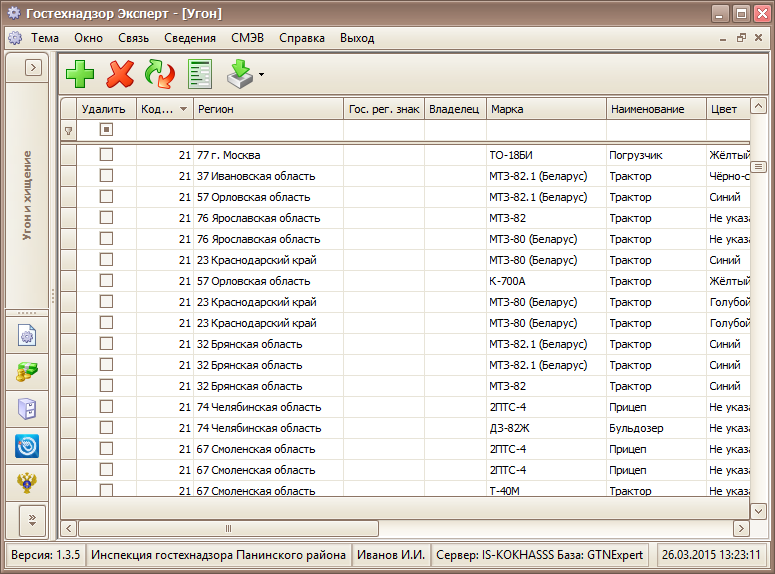 Гостехнадзор Эксперт - [Угон]
Тема Окно Связь Сведения СМЭВ Справка Выход
Угон и хищение
Удалить Код... Регион Гос. рег. знак Владелец Марка Наименование Цвет
21 77 г. Москва ТО-18БИ Погрузчик Жёлтый
21 37 Ивановская область МТЗ-82.1 (Беларус) Трактор Чёрно-с
21 57 Орловская область МТЗ-82.1 (Беларус) Трактор Синий
21 76 Ярославская область МТЗ-82 Трактор Не указа
21 76 Ярославская область МТЗ-80 (Беларус) Трактор Не указа
21 23 Краснодарский край МТЗ-80 (Беларус) Трактор Синий
21 57 Орловская область К-700А Трактор Жёлтый
21 23 Краснодарский край МТЗ-80 (Беларус) Трактор Голубой
21 23 Краснодарский край МТЗ-80 (Беларус) Трактор Голубой
21 32 Брянская область МТЗ-82.1 (Беларус) Трактор Синий
21 32 Брянская область МТЗ-82.1 (Беларус) Трактор Синий
21 32 Брянская область МТЗ-82 Трактор Синий
21 74 Челябинская область 2ПТС-4 Прицеп Не указа
21 74 Челябинская область ДЗ-82Ж Бульдозер Не указа
21 67 Смоленская область 2ПТС-4 Прицеп Не указа
21 67 Смоленская область 2ПТС-4 Прицеп Не указа
21 67 Смоленская область Т-40М Трактор Не указа
Версия: 1.3.5 Инспекция гостехнадзора Панинского района Иванов И.И. Сервер: IS-KOKHASSS База: GTNExpert 26.03.2015 13:23:11